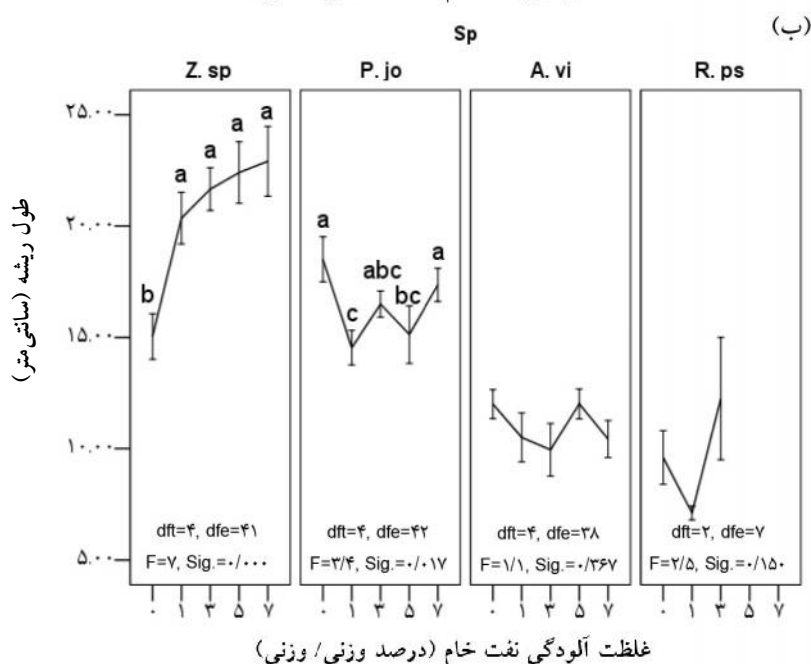 (ب)
Sp
Z. sp P. jo A. vi R. ps
۲۵.۰۰
۲۰.۰۰
۱۵.۰۰
۱۰.۰۰
۵.۰۰
طول ریشه (سانتی‌متر)
b a a a a
a c abc bc a
dft=۴, dfe=۴۱
F=۷, Sig.=۰/۰۰۰
dft=۴, dfe=۴۲
F=۳/۴, Sig.=۰/۰۱۷
dft=۴, dfe=۳۸
F=۱/۱, Sig.=۰/۳۶۷
dft=۲, dfe=۷
F=۲/۵, Sig.=۰/۱۵۰
۰ ۱ ۳ ۵ ۷ ۰ ۱ ۳ ۵ ۷ ۰ ۱ ۳ ۵ ۷ ۰ ۱ ۳ ۵ ۷
غلظت آلودگی نفت خام (درصد وزنی/ وزنی)